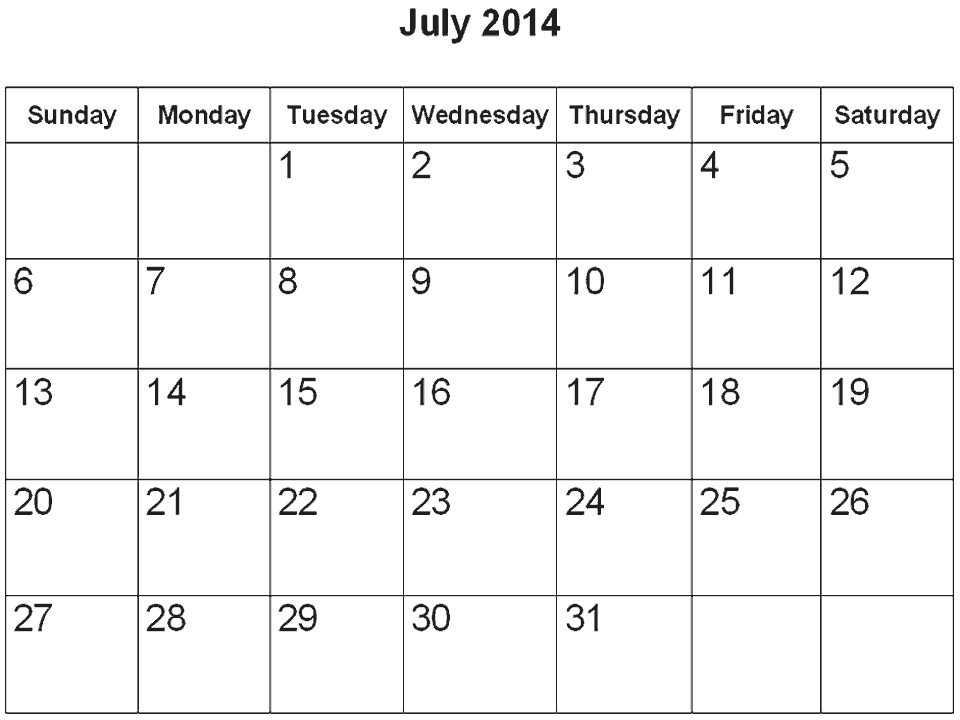 July 2014
Sunday Monday Tuesday Wednesday Thursday Friday Saturday
1 2 3 4 5
6 7 8 9 10 11 12
13 14 15 16 17 18 19
20 21 22 23 24 25 26
27 28 29 30 31